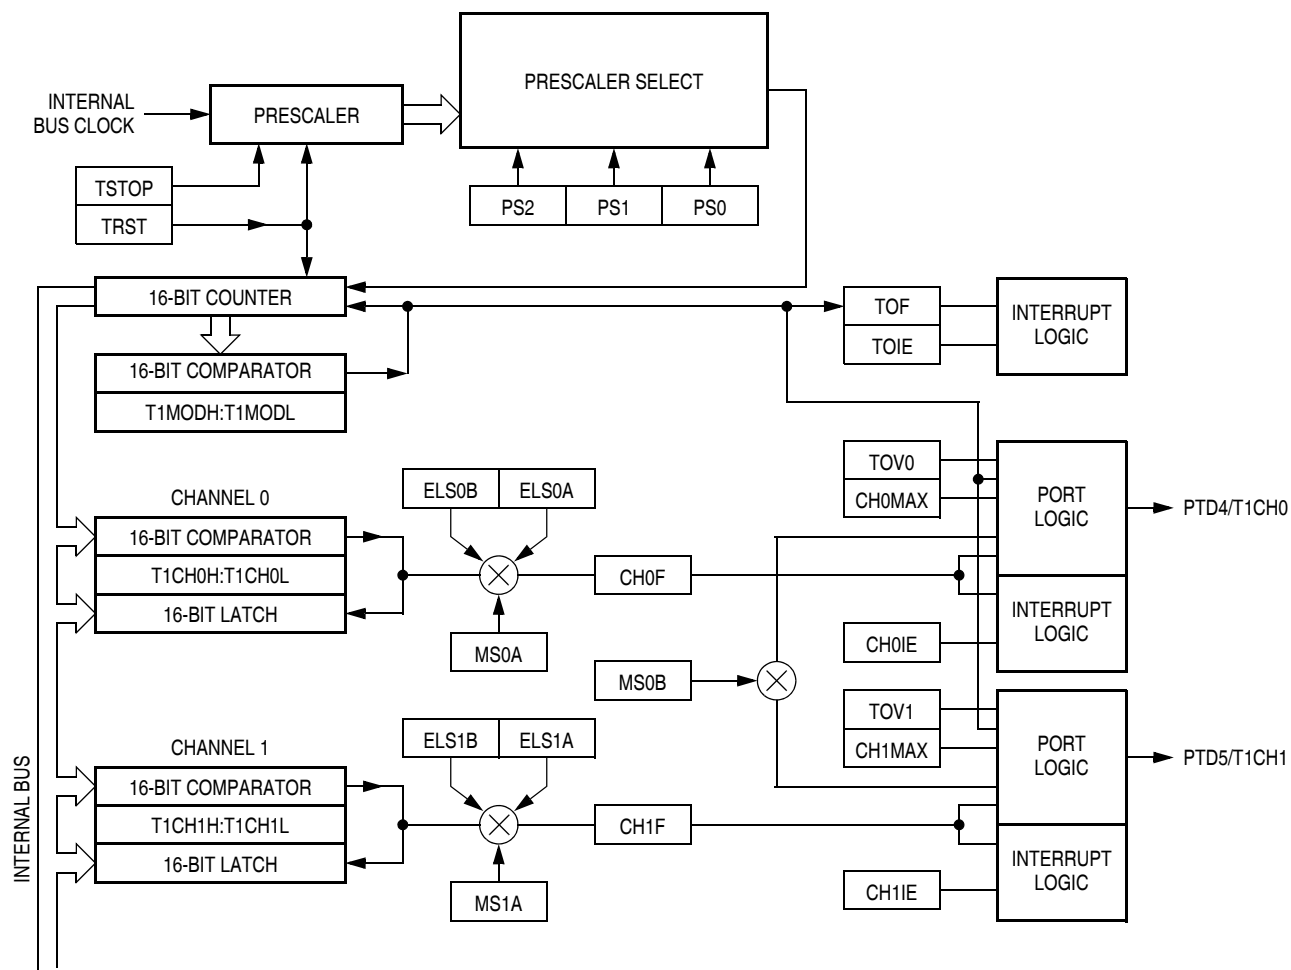 PRESCALER SELECT
INTERNAL
BUS CLOCK
PRESCALER
TSTOP
TRST
PS2
PS1
PS0
16-BIT COUNTER
TOF
TOIE
INTERRUPT
LOGIC
16-BIT COMPARATOR
T1MODH:T1MODL
CHANNEL 0
ELS0B
ELS0A
TOV0
CH0MAX
PORT
LOGIC
PTD4/T1CH0
16-BIT COMPARATOR
T1CH0H:T1CH0L
16-BIT LATCH
CH0F
MS0A
INTERRUPT
LOGIC
CH0IE
MS0B
CHANNEL 1
ELS1B
ELS1A
TOV1
CH1MAX
PORT
LOGIC
PTD5/T1CH1
16-BIT COMPARATOR
T1CH1H:T1CH1L
16-BIT LATCH
CH1F
MS1A
INTERRUPT
LOGIC
CH1IE
INTERNAL BUS